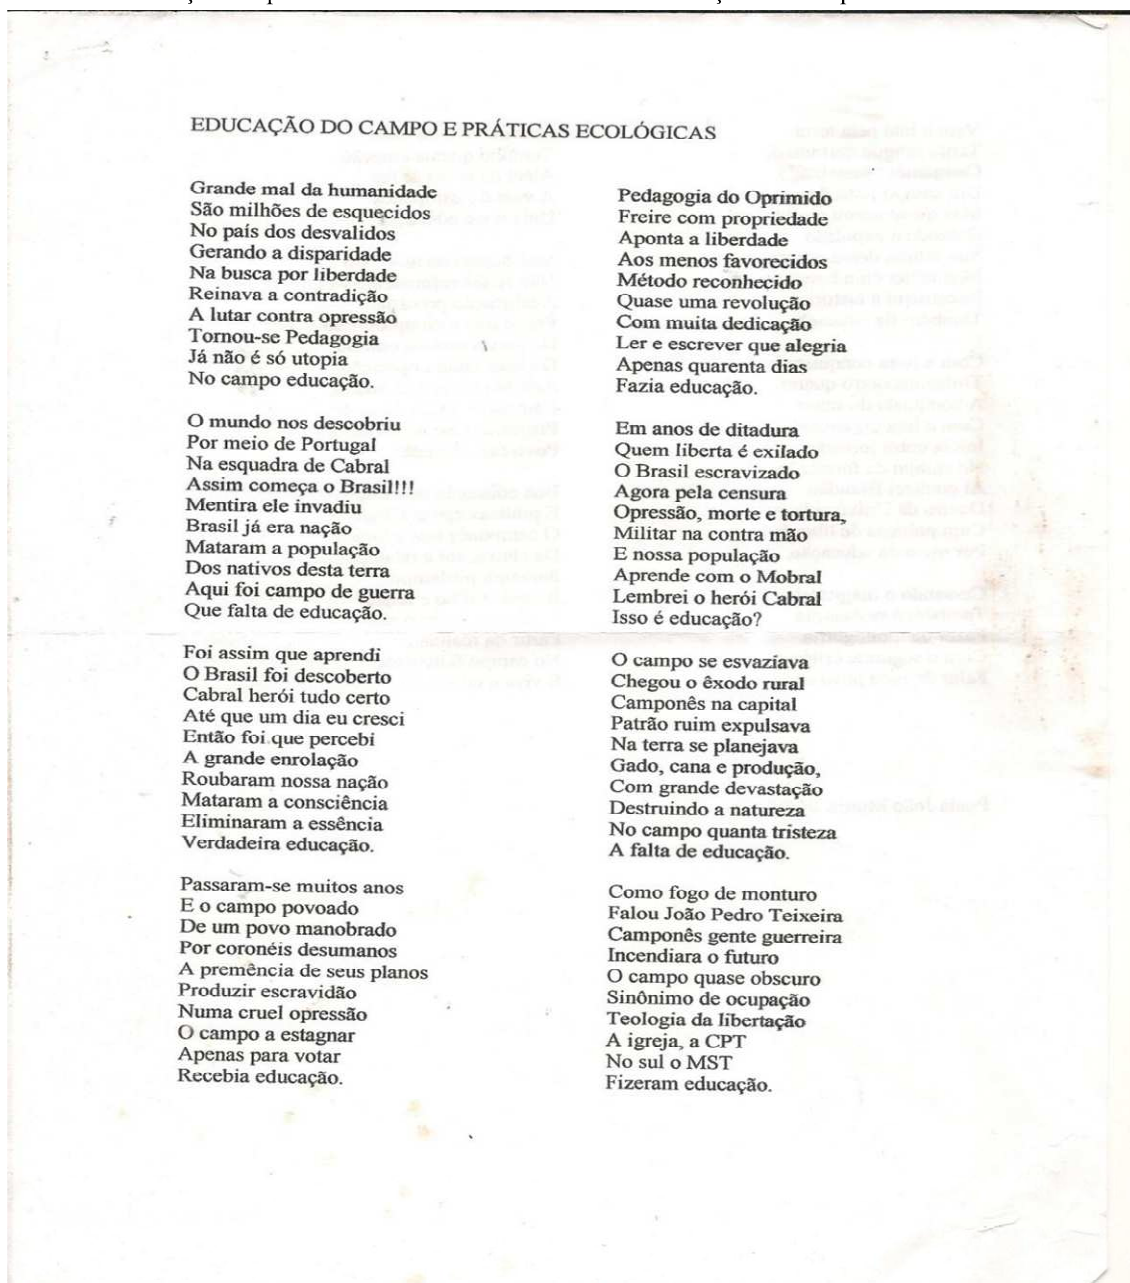 EDUCAÇÃO DO CAMPO E PRÁTICAS ECOLÓGICAS
Grande mal da humanidade
São milhões de esquecidos
No país dos desvalidos
Gerando a disparidade
Na busca por liberdade
Reinava a contradição
A lutar contra opressão
Tornou-se Pedagogia
Já não é só utopia
No campo educação.
O mundo nos descobriu
Por meio de Portugal
Na esquadra de Cabral
Assim começa o Brasil!!!
Mentira ele invadiu
Brasil já era nação
Mataram a população
Dos nativos desta terra
Aqui foi campo de guerra
Que falta de educação.
Foi assim que aprendi
O Brasil foi descoberto
Cabral herói tudo certo
Até que um dia eu cresci
Então foi que percebi
A grande enrolação
Roubaram nossa nação
Mataram a consciência
Eliminaram a essência
Verdadeira educação.
Passaram-se muitos anos
E o campo povoado
De um povo manobrado
Por coronéis desumanos
A premência de seus planos
Produzir escravidão
Numa cruel opressão
O campo a estagnar
Apenas para votar
Recebia educação.
Pedagogia do Oprimido
Freire com propriedade
Aponta a liberdade
Aos menos favorecidos
Método reconhecido
Quase uma revolução
Com muita dedicação
Ler e escrever que alegria
Apenas quarenta dias
Fazia educação.
Em anos de ditadura
Quem liberta é exilado
O Brasil escravizado
Agora pela censura
Opressão, morte e tortura,
Militar na contra mão
E nossa população
Aprende com o Mobral
Lembrei o herói Cabral
Isso é educação?
O campo se esvaziava
Chegou o êxodo rural
Camponês na capital
Patrão ruim expulsava
Na terra se planejava
Gado, cana e produção,
Com grande devastação
Destruindo a natureza
No campo quanta tristeza
A falta de educação.
Como fogo de monturo
Falou João Pedro Teixeira
Camponês gente guerreira
Incendiara o futuro
O campo quase obscuro
Sinônimo de ocupação
Teologia da libertação
A igreja, a CPT
No sul o MST
Fizeram educação.